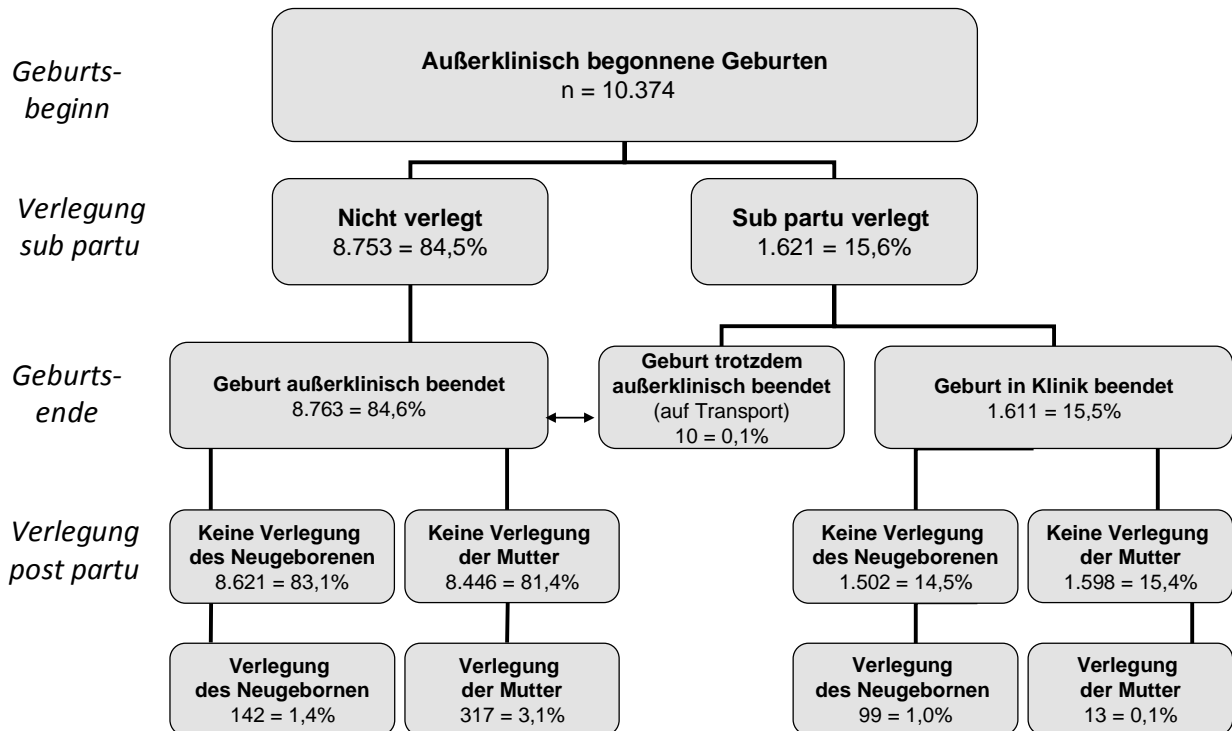 Geburts-
beginn
Außerklinisch begonnene Geburten
n = 10.374
Verlegung
sub partu
Nicht verlegt
8.753 = 84,5%
Sub partu verlegt
1.621 = 15,6%
Geburts-
ende
Geburt außerklinisch beendet
8.763 = 84,6%
Geburt trotzdem
außerklinisch beendet
(auf Transport)
10 = 0,1%
Geburt in Klinik beendet
1.611 = 15,5%
Verlegung
post partu
Keine Verlegung
des Neugeborenen
8.621 = 83,1%
Keine Verlegung
der Mutter
8.446 = 81,4%
Keine Verlegung
des Neugeborenen
1.502 = 14,5%
Keine Verlegung
der Mutter
1.598 = 15,4%
Verlegung
des Neugebornen
142 = 1,4%
Verlegung
der Mutter
317 = 3,1%
Verlegung
des Neugebornen
99 = 1,0%
Verlegung
der Mutter
13 = 0,1%